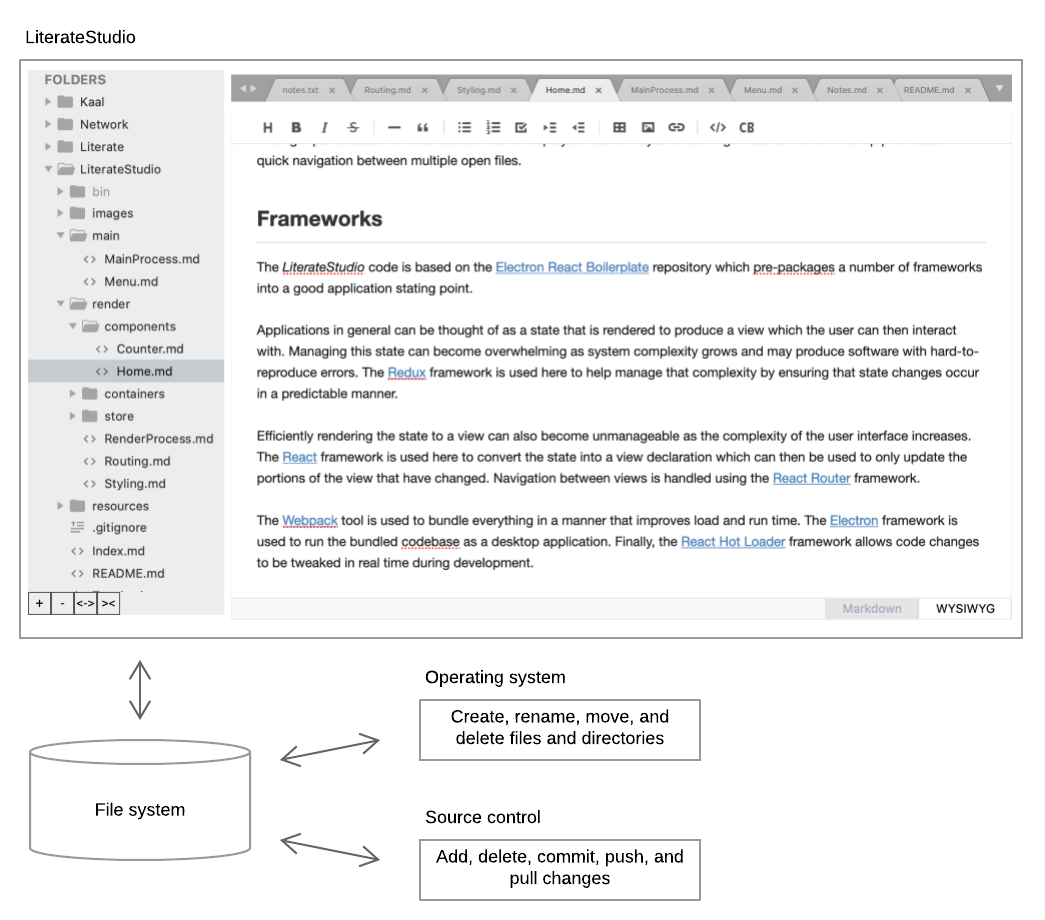 LiterateStudio
FOLDERS
Kaal
Network
Literate
LiterateStudio
bin
images
main
<> MainProcess.md
<> Menu.md
render
components
<> Counter.md
<> Home.md
containers
store
<> RenderProcess.md
<> Routing.md
<> Styling.md
resources
.gitignore
<> Index.md
<> README.md
+ - <-> ><
notes.txt × Routing.md × Styling.md × Home.md × MainProcess.md × Menu.md × Notes.md × README.md ×
H B I S — “ </> CB
quick navigation between multiple open files.
Frameworks
The LiterateStudio code is based on the Electron React Boilerplate repository which pre-packages a number of frameworks
into a good application stating point.
Applications in general can be thought of as a state that is rendered to produce a view which the user can then interact
with. Managing this state can become overwhelming as system complexity grows and may produce software with hard-to-
reproduce errors. The Redux framework is used here to help manage that complexity by ensuring that state changes occur
in a predictable manner.
Efficiently rendering the state to a view can also become unmanageable as the complexity of the user interface increases.
The React framework is used here to convert the state into a view declaration which can then be used to only update the
portions of the view that have changed. Navigation between views is handled using the React Router framework.
The Webpack tool is used to bundle everything in a manner that improves load and run time. The Electron framework is
used to run the bundled codebase as a desktop application. Finally, the React Hot Loader framework allows code changes
to be tweaked in real time during development.
Markdown WYSIWYG
File system
Operating system
Create, rename, move, and
delete files and directories
Source control
Add, delete, commit, push, and
pull changes